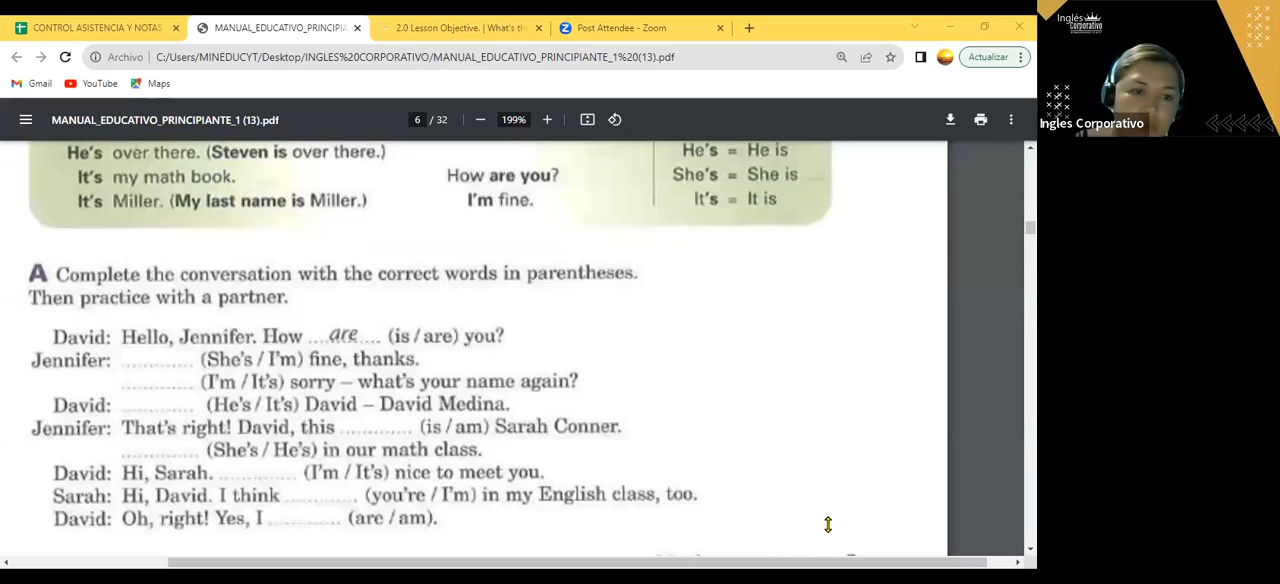 CONTROL ASISTENCIA Y NOTAS
MANUAL_EDUCATIVO_PRINCIPIAN
2.0 Lesson Objective. | What's th
Post Attendee - Zoom
Archivo
C:/Users/MINEDUCYT/Desktop/INGLES%20CORPORATIVO/MANUAL_EDUCATIVO_PRINCIPIANTE_1%20(13).pdf
Actualizar
Gmail
YouTube
Maps
MANUAL_EDUCATIVO_PRINCIPIANTE_1 (13).pdf
6 / 32
199%
He's over there. (Steven is over there.)
It's my math book.
It's Miller. (My last name is Miller.)
How are you?
I'm fine.
He's = He is
She's = She is
It's = It is
A Complete the conversation with the correct words in parentheses.
Then practice with a partner.
David: Hello, Jennifer. How ....are.... (is / are) you?
Jennifer: ............ (She's / I'm) fine, thanks.
............ (I'm / It's) sorry – what's your name again?
David: ............ (He's / It's) David – David Medina.
Jennifer: That's right! David, this ............ (is / am) Sarah Conner.
............ (She's / He's) in our math class.
David: Hi, Sarah. ............ (I'm / It's) nice to meet you.
Sarah: Hi, David. I think ............ (you're / I'm) in my English class, too.
David: Oh, right! Yes, I ............ (are / am).
Inglés
Corporativo
Ingles Corporativo